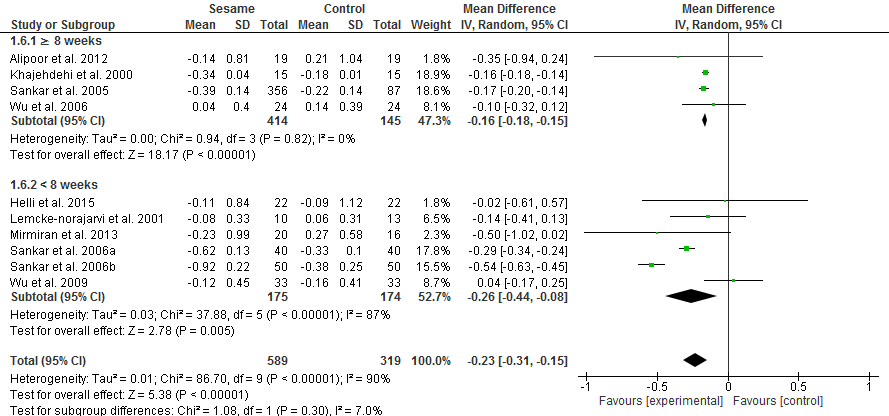 Sesame Control Mean Difference Mean Difference
Study or Subgroup Mean SD Total Mean SD Total Weight IV, Random, 95% CI IV, Random, 95% CI
1.6.1 ≥ 8 weeks
Alipoor et al. 2012 -0.14 0.81 19 0.21 1.04 19 1.8% -0.35 [-0.94, 0.24]
Khajehdehi et al. 2000 -0.34 0.04 15 -0.18 0.01 15 18.9% -0.16 [-0.18, -0.14]
Sankar et al. 2005 -0.39 0.14 356 -0.22 0.14 87 18.6% -0.17 [-0.20, -0.14]
Wu et al. 2006 0.04 0.4 24 0.14 0.39 24 8.1% -0.10 [-0.32, 0.12]
Subtotal (95% CI) 414 145 47.3% -0.16 [-0.18, -0.15]
Heterogeneity: Tau² = 0.00; Chi² = 0.94, df = 3 (P = 0.82); I² = 0%
Test for overall effect: Z = 18.17 (P < 0.00001)
1.6.2 < 8 weeks
Helli et al. 2015 -0.11 0.84 22 -0.09 1.12 22 1.8% -0.02 [-0.61, 0.57]
Lemcke-norajarvi et al. 2001 -0.08 0.33 10 0.06 0.31 13 6.5% -0.14 [-0.41, 0.13]
Mirmiran et al. 2013 -0.23 0.99 20 0.27 0.58 16 2.3% -0.50 [-1.02, 0.02]
Sankar et al. 2006a -0.62 0.13 40 -0.33 0.1 40 17.8% -0.29 [-0.34, -0.24]
Sankar et al. 2006b -0.92 0.22 50 -0.38 0.25 50 15.5% -0.54 [-0.63, -0.45]
Wu et al. 2009 -0.12 0.45 33 -0.16 0.41 33 8.7% 0.04 [-0.17, 0.25]
Subtotal (95% CI) 175 174 52.7% -0.26 [-0.44, -0.08]
Heterogeneity: Tau² = 0.03; Chi² = 37.88, df = 5 (P < 0.00001); I² = 87%
Test for overall effect: Z = 2.78 (P = 0.005)
Total (95% CI) 589 319 100.0% -0.23 [-0.31, -0.15]
Heterogeneity: Tau² = 0.01; Chi² = 86.70, df = 9 (P < 0.00001); I² = 90%
Test for overall effect: Z = 5.38 (P < 0.00001)
Test for subgroup differences: Chi² = 1.08, df = 1 (P = 0.30), I² = 7.0%
-1 -0.5 0 0.5 1
Favours [experimental] Favours [control]